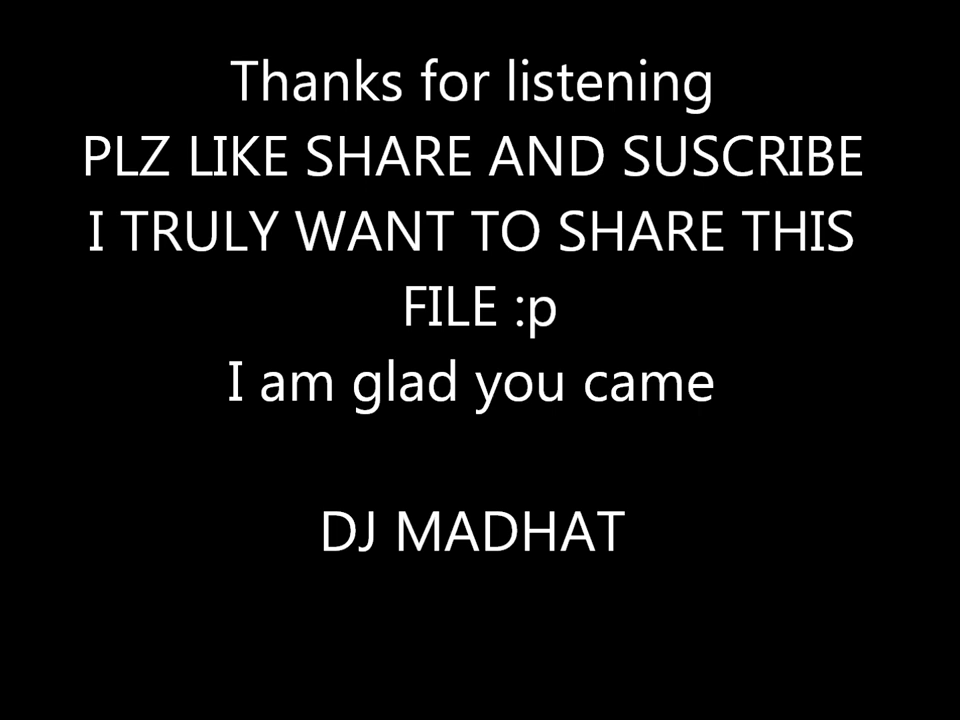 Thanks for listening
PLZ LIKE SHARE AND SUSCRIBE
I TRULY WANT TO SHARE THIS
FILE :p
I am glad you came
DJ MADHAT